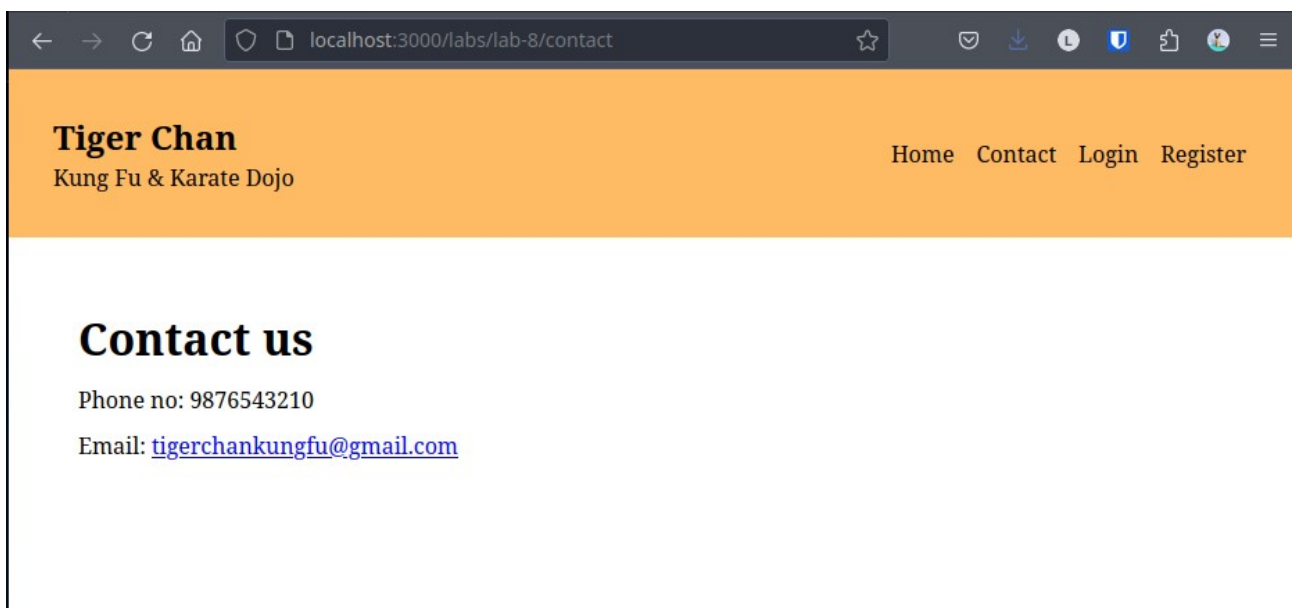 localhost:3000/labs/lab-8/contact
L
Tiger Chan
Kung Fu & Karate Dojo
Home Contact Login Register
Contact us
Phone no: 9876543210
Email: tigerchankungfu@gmail.com